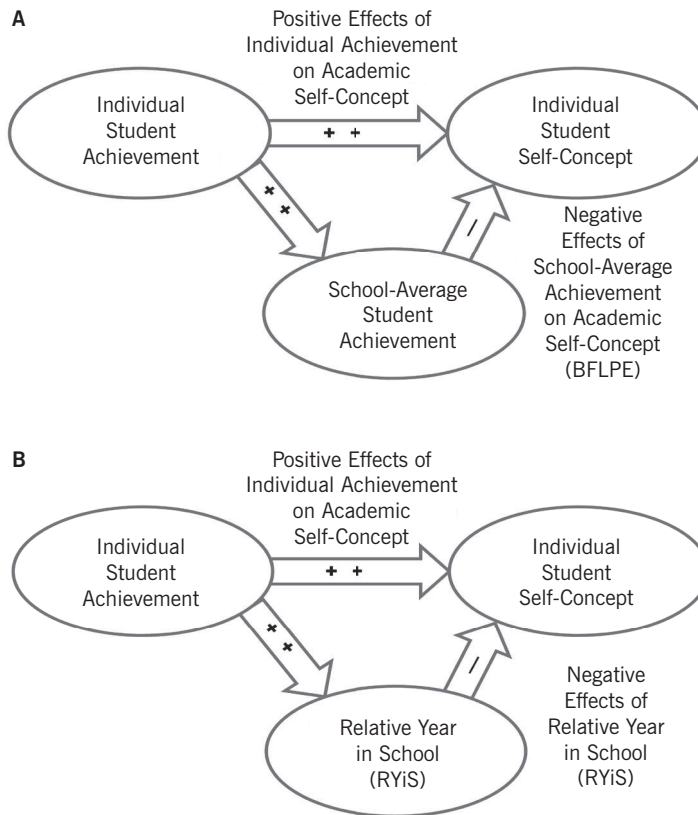 A
Positive Effects of
Individual Achievement
on Academic
Self-Concept
Individual
Student
Achievement
+ +
Individual
Student
Self-Concept
+ +
–
School-Average
Student
Achievement
Negative
Effects of
School-Average
Achievement
on Academic
Self-Concept
(BFLPE)
B
Positive Effects of
Individual Achievement
on Academic
Self-Concept
Individual
Student
Achievement
+ +
Individual
Student
Self-Concept
+ +
–
Relative Year
in School
(RYiS)
Negative
Effects of
Relative Year
in School
(RYiS)